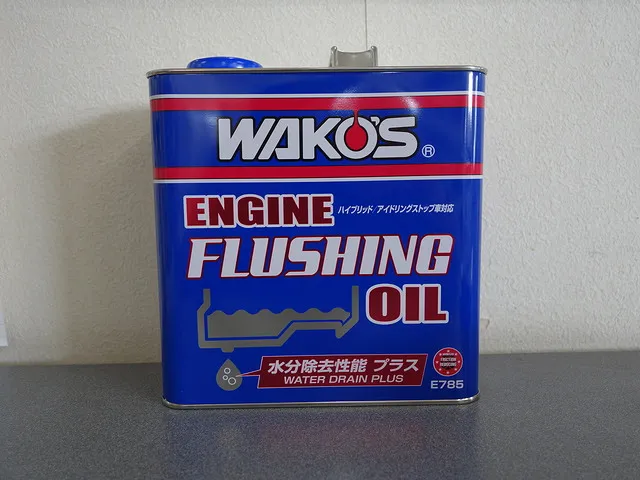 WAKO'S®
ENGINE
ハイブリッド/アイドリングストップ車対応
FLUSHING
OIL
水分除去性能 プラス
WATER DRAIN PLUS
E785